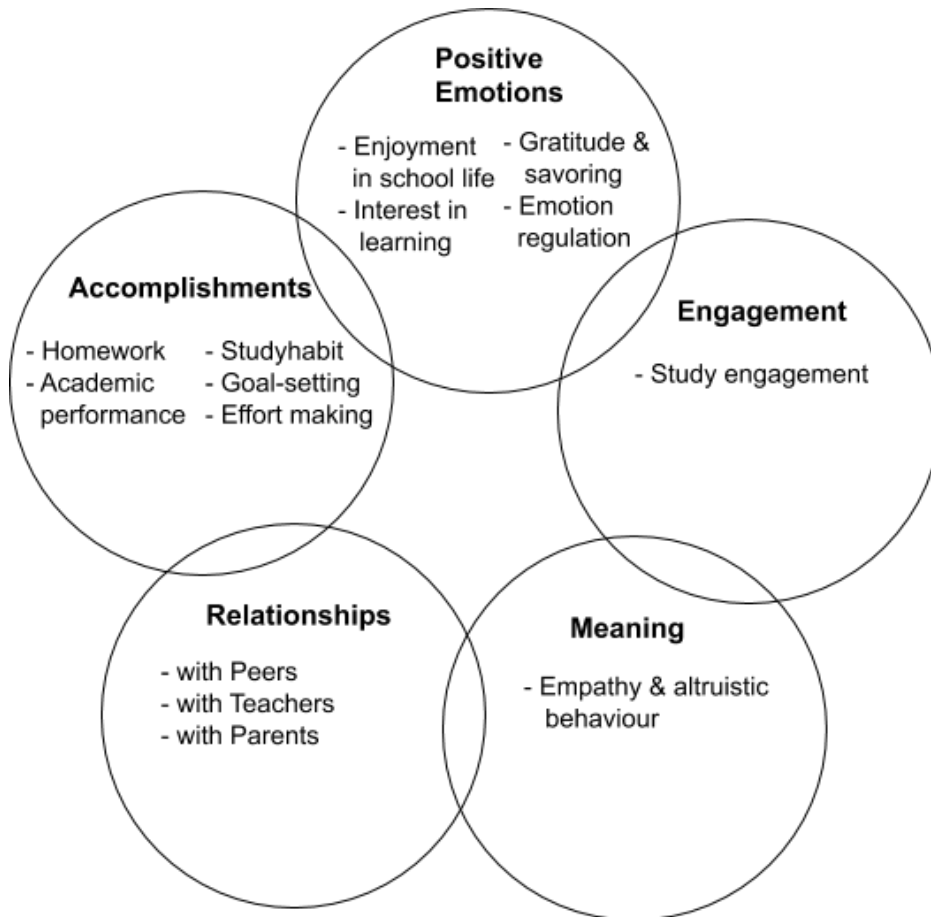 Positive
Emotions
- Enjoyment
in school life
- Interest in
learning
- Gratitude &
savoring
- Emotion
regulation
Accomplishments
- Homework
- Academic
performance
- Studyhabit
- Goal-setting
- Effort making
Engagement
- Study engagement
Relationships
- with Peers
- with Teachers
- with Parents
Meaning
- Empathy & altruistic
behaviour